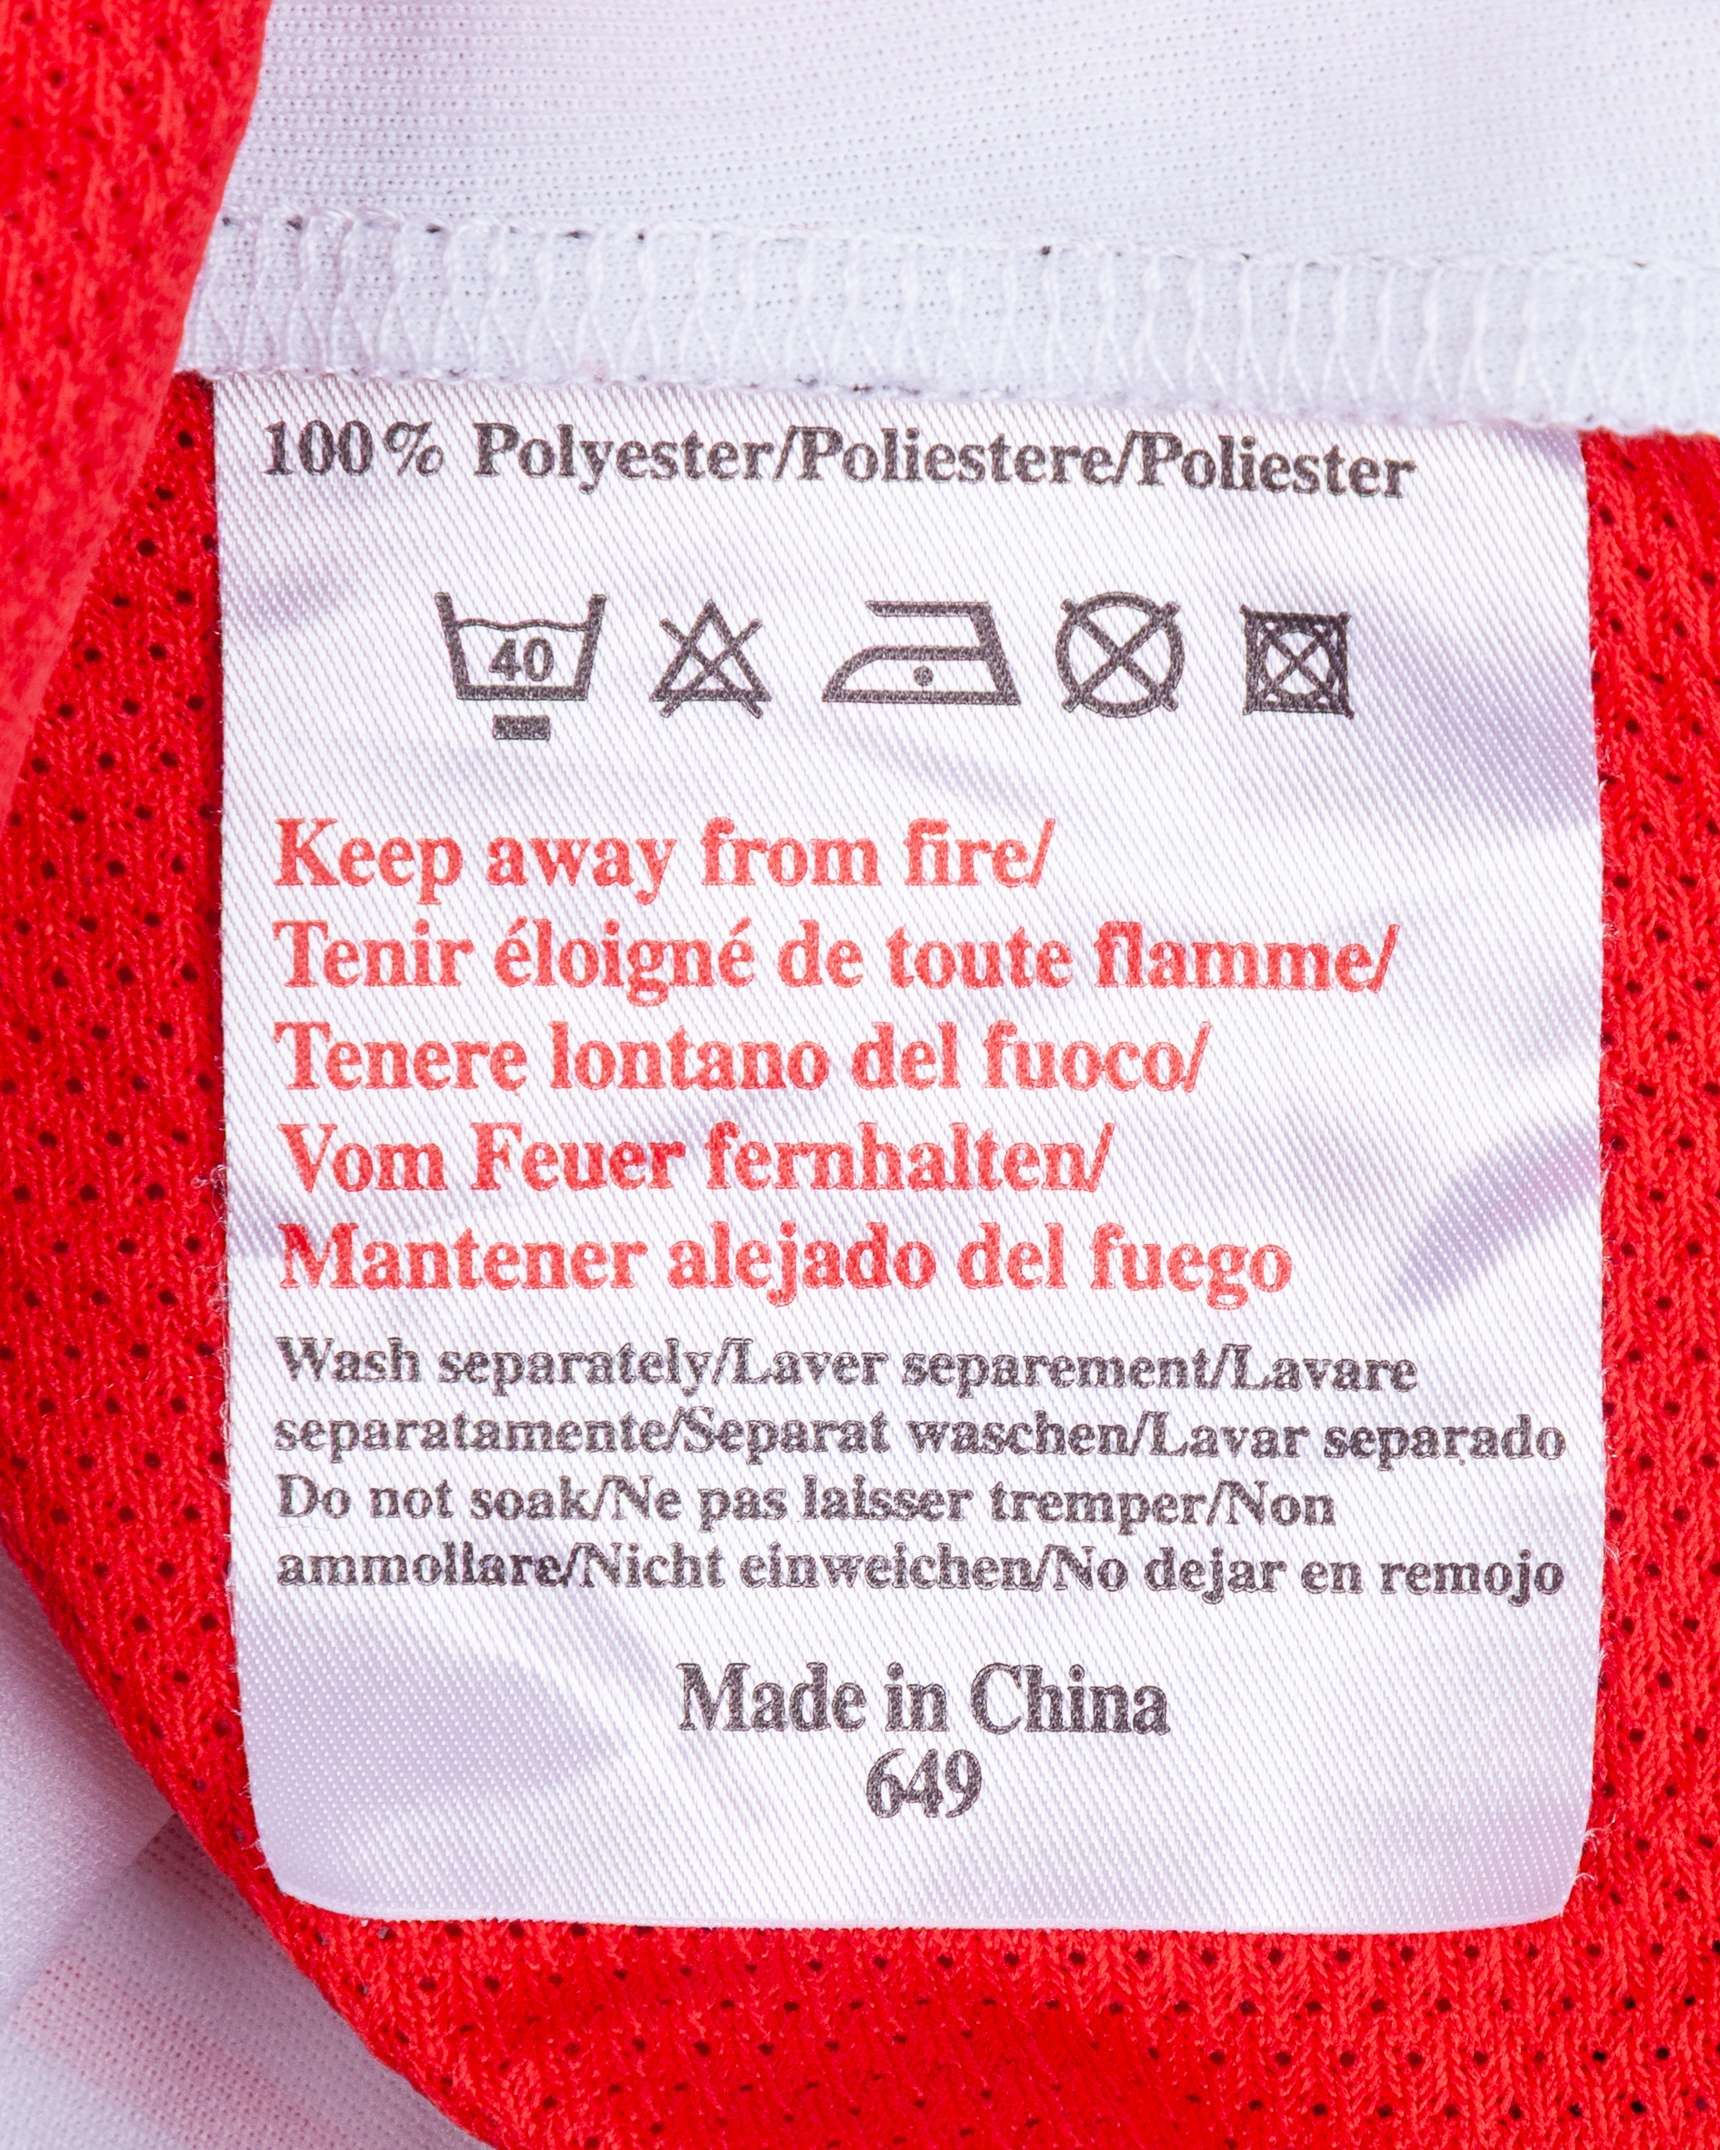 100% Polyester/Poliestere/Poliester
40
Keep away from fire/
Tenir éloigné de toute flamme/
Tenere lontano del fuoco/
Vom Feuer fernhalten/
Mantener alejado del fuego
Wash separately/Laver separement/Lavare
separatamente/Separat waschen/Lavar separado
Do not soak/Ne pas laisser tremper/Non
ammollare/Nicht einweichen/No dejar en remojo
Made in China
649